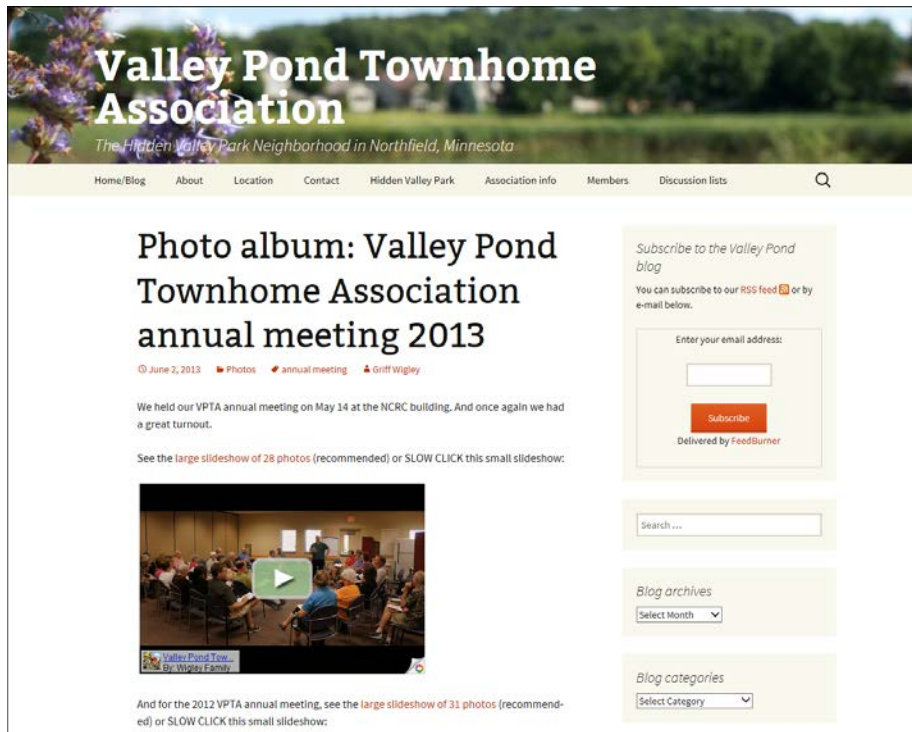 Valley Pond Townhome
Association
The Hidden Valley Park Neighborhood in Northfield, Minnesota
Home/Blog About Location Contact Hidden Valley Park Association info Members Discussion lists
Photo album: Valley Pond
Townhome Association
annual meeting 2013
June 2, 2013 Photos annual meeting Griff Wigley
We held our VPTA annual meeting on May 14 at the NCRC building. And once again we had
a great turnout.
See the large slideshow of 28 photos (recommended) or SLOW CLICK this small slideshow:
Valley Pond Tow...
By: Wigley Family
And for the 2012 VPTA annual meeting, see the large slideshow of 31 photos (recommend-
ed) or SLOW CLICK this small slideshow:
Subscribe to the Valley Pond
blog
You can subscribe to our RSS feed or by
e-mail below.
Enter your email address:
Subscribe
Delivered by FeedBurner
Search ...
Blog archives
Select Month
Blog categories
Select Category